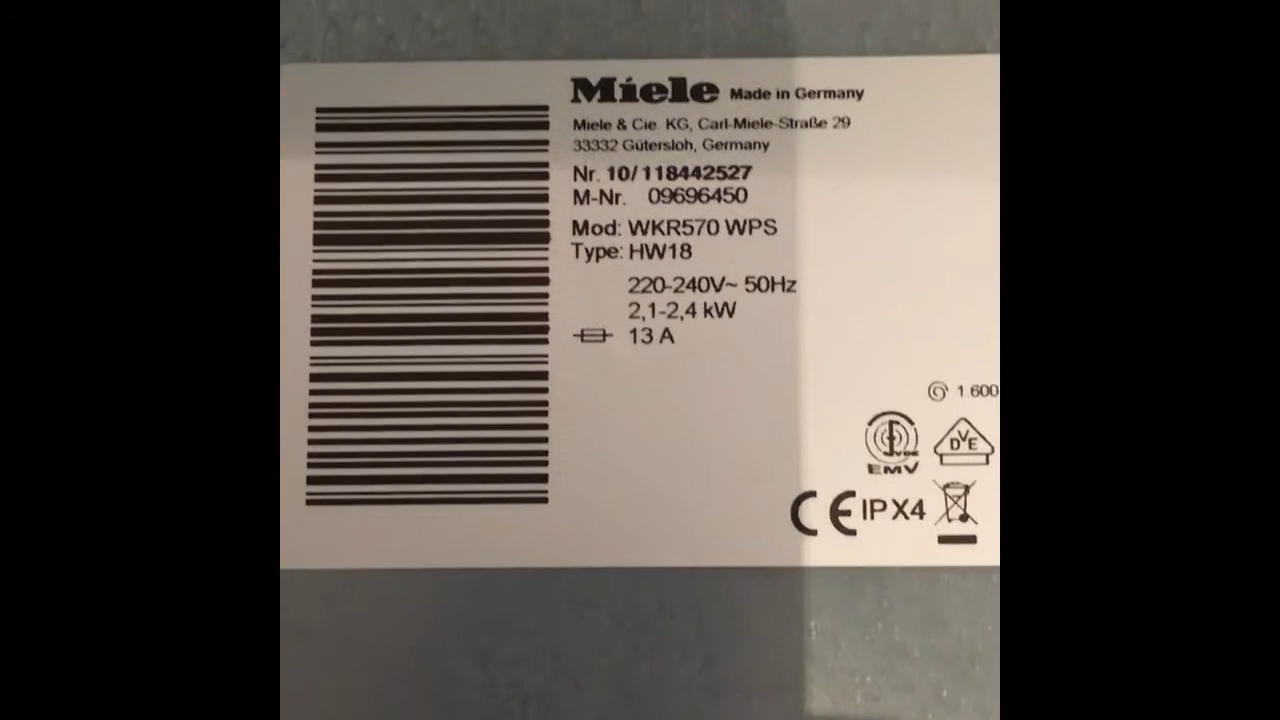 Miele Made in Germany
Miele & Cie. KG, Carl-Miele-Straße 29
33332 Gütersloh, Germany
Nr. 10/ 118442527
M-Nr. 09696450
Mod: WKR570 WPS
Type: HW18
220-240V~ 50Hz
2,1-2,4 kW
13 A
1.600
VDE
EMV
DVE
CE IPX4